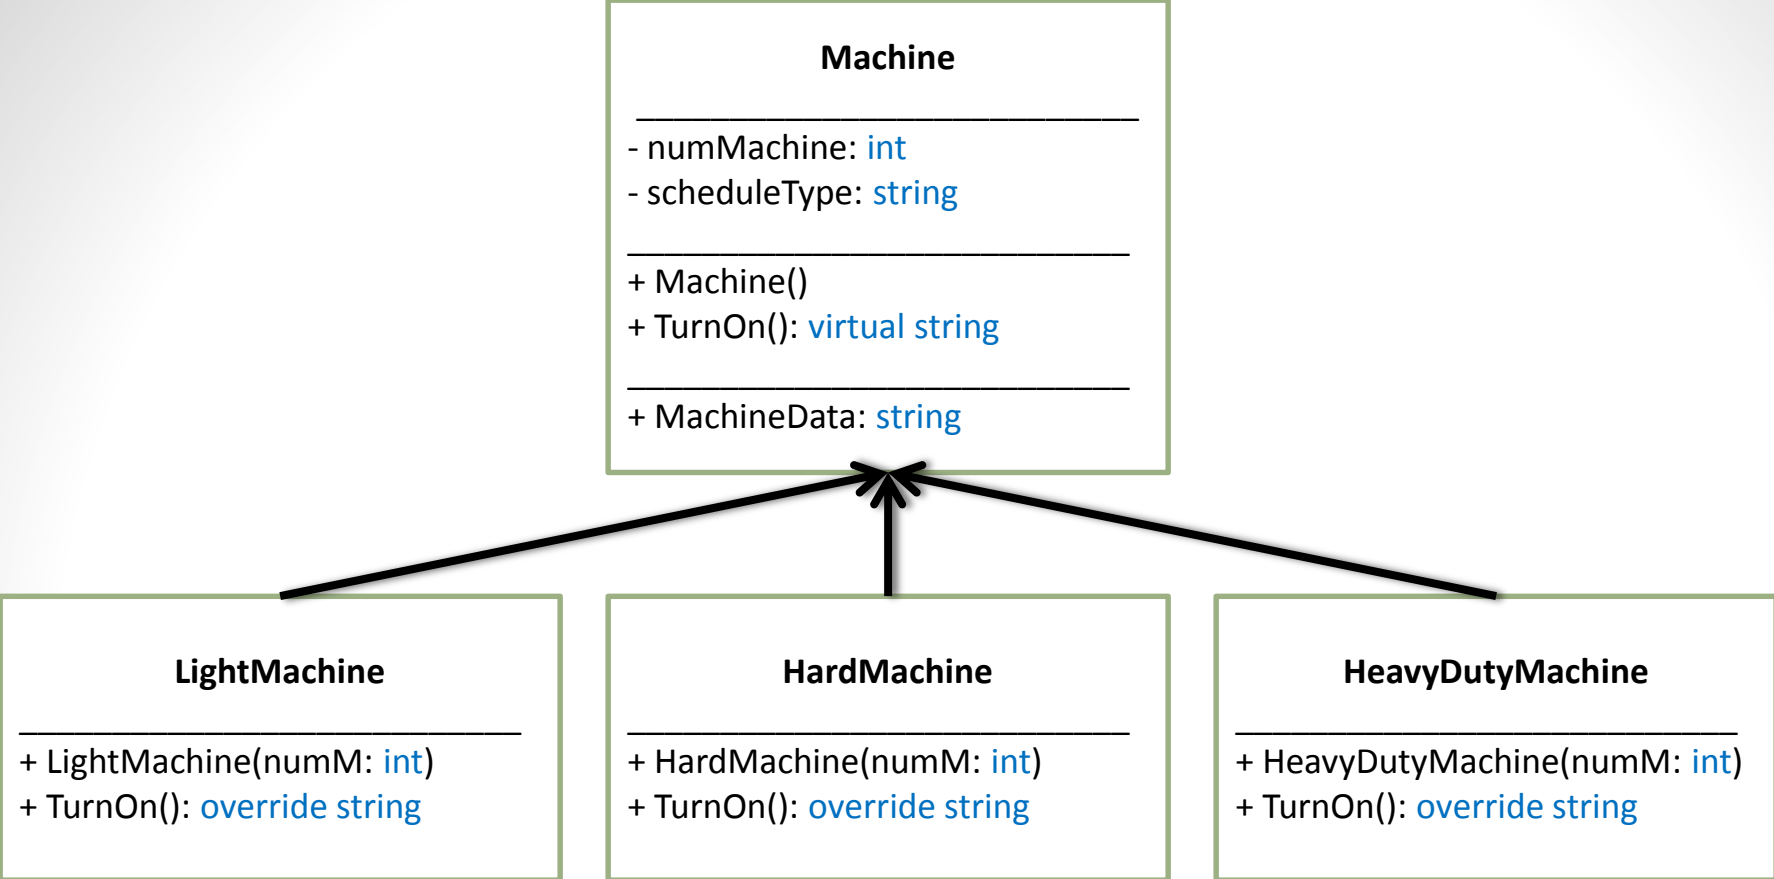 Machine
- numMachine: int
- scheduleType: string
+ Machine()
+ TurnOn(): virtual string
+ MachineData: string
LightMachine
+ LightMachine(numM: int)
+ TurnOn(): override string
HardMachine
+ HardMachine(numM: int)
+ TurnOn(): override string
HeavyDutyMachine
+ HeavyDutyMachine(numM: int)
+ TurnOn(): override string